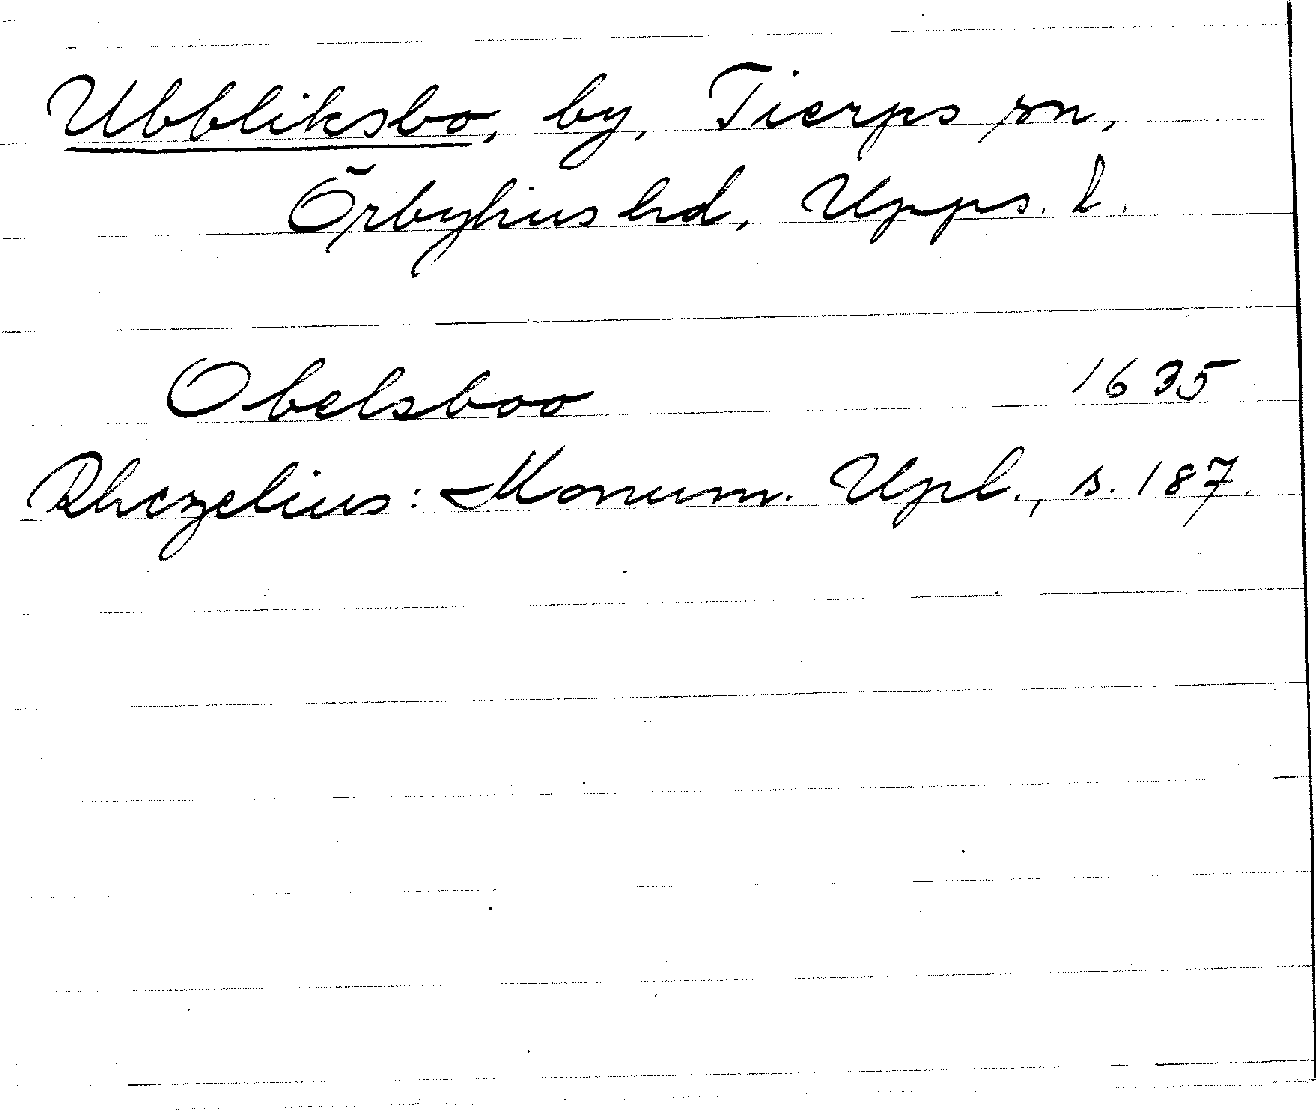 Ubbliksbo, by, Tierps sn,
Örbyhus hd, Upps. l.
Obelsboo 1635
Rhezelius: Monum. Upl., s. 187.